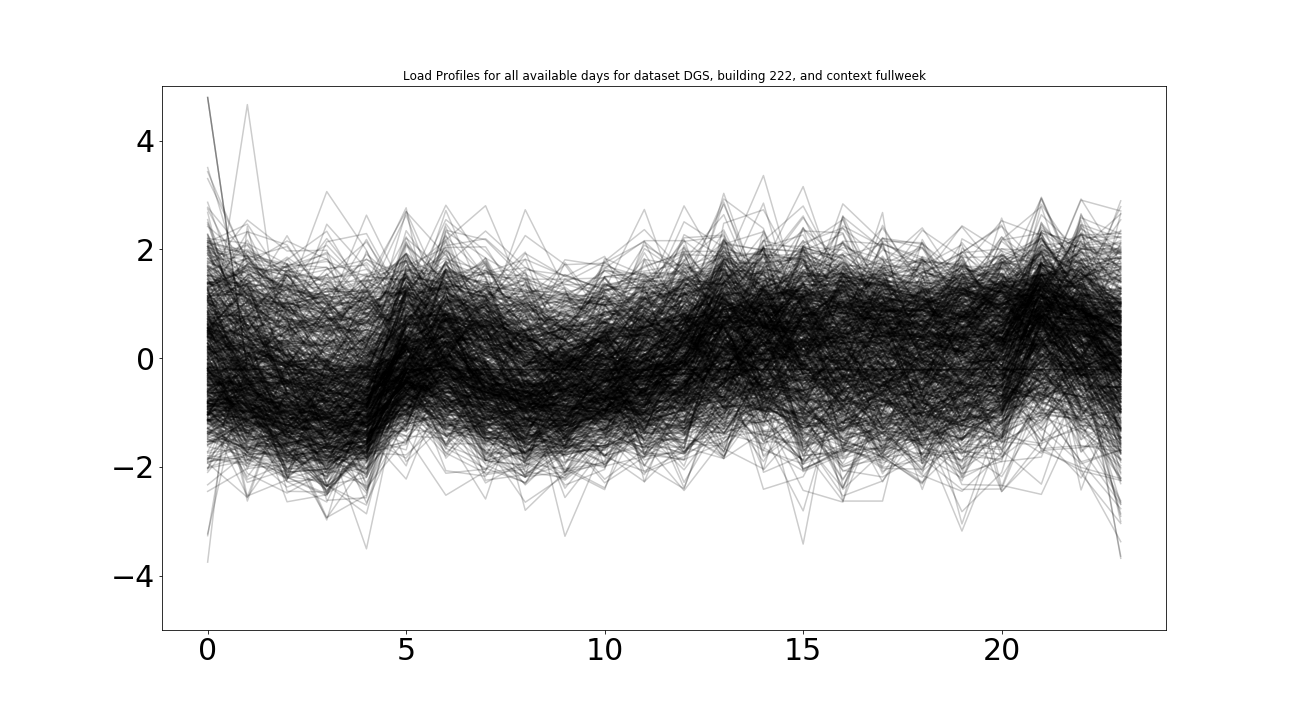 Load Profiles for all available days for dataset DGS, building 222, and context fullweek
4
2
0
−2
−4
0 5 10 15 20